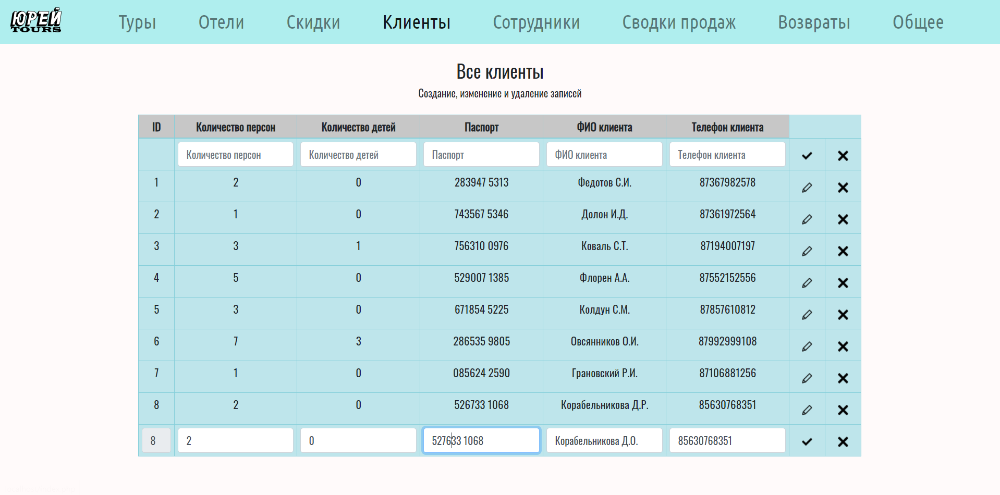 ЮРЕЙ
TOURS
Туры Отели Скидки Клиенты Сотрудники Сводки продаж Возвраты Общее
Все клиенты
Создание, изменение и удаление записей
ID Количество персон Количество детей Паспорт ФИО клиента Телефон клиента
Количество персон Количество детей Паспорт ФИО клиента Телефон клиента
1 2 0 283947 5313 Федотов С.И. 87367982578
2 1 0 743567 5346 Долон И.Д. 87361972564
3 3 1 756310 0976 Коваль С.Т. 87194007197
4 5 0 529007 1385 Флорен А.А. 87552152556
5 3 0 671854 5225 Колдун С.М. 87857610812
6 7 3 286535 9805 Овсянников О.И. 87992999108
7 1 0 085624 2590 Грановский Р.И. 87106881256
8 2 0 526733 1068 Корабельникова Д.Р. 85630768351
8 2 0 527633 1068 Корабельникова Д.О. 85630768351